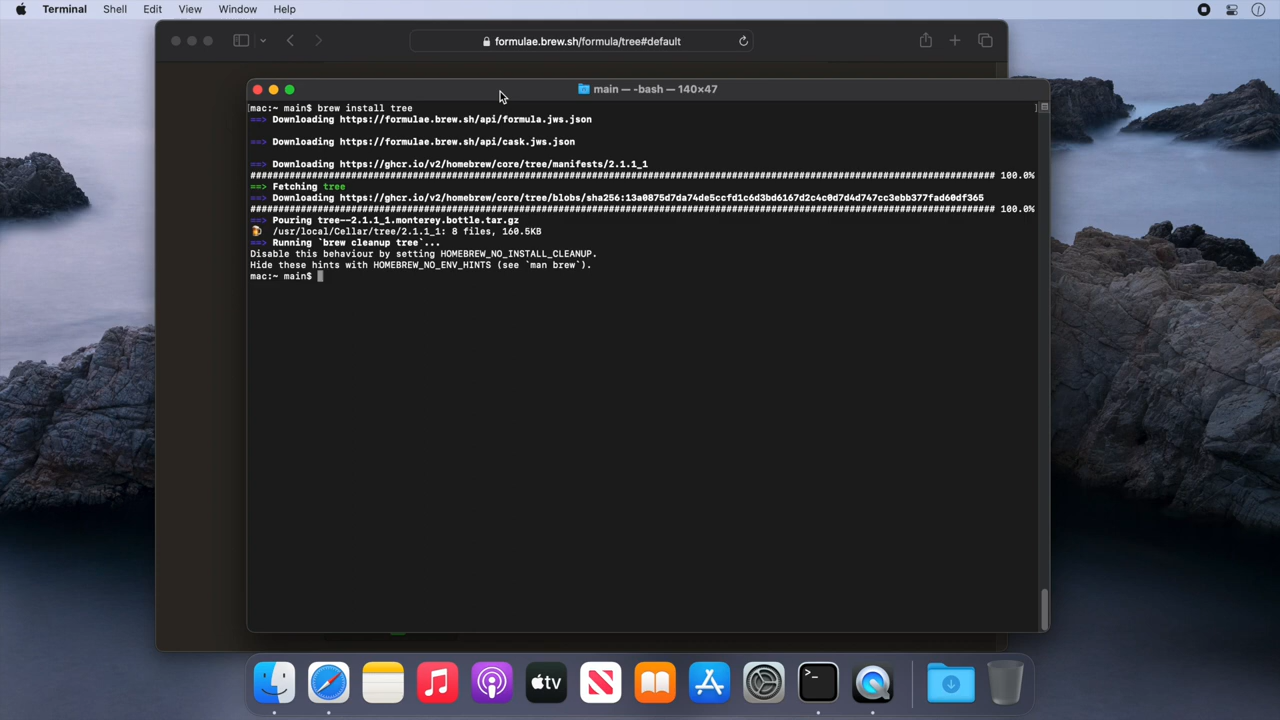 Terminal Shell Edit View Window Help
formulae.brew.sh/formula/tree#default
main — -bash — 140×47
mac:~ main$ brew install tree
==> Downloading https://formulae.brew.sh/api/formula.jws.json
==> Downloading https://formulae.brew.sh/api/cask.jws.json
==> Downloading https://ghcr.io/v2/homebrew/core/tree/manifests/2.1.1_1
######################################################################################################################################## 100.0%
==> Fetching tree
==> Downloading https://ghcr.io/v2/homebrew/core/tree/blobs/sha256:13a0875d7da74de5ccfd1c6d3bd6167d2c4c0d7d4d747cc3ebb377fad60df365
######################################################################################################################################## 100.0%
==> Pouring tree--2.1.1_1.monterey.bottle.tar.gz
🍺 /usr/local/Cellar/tree/2.1.1_1: 8 files, 160.5KB
==> Running `brew cleanup tree`...
Disable this behaviour by setting HOMEBREW_NO_INSTALL_CLEANUP.
Hide these hints with HOMEBREW_NO_ENV_HINTS (see `man brew`).
mac:~ main$
tv